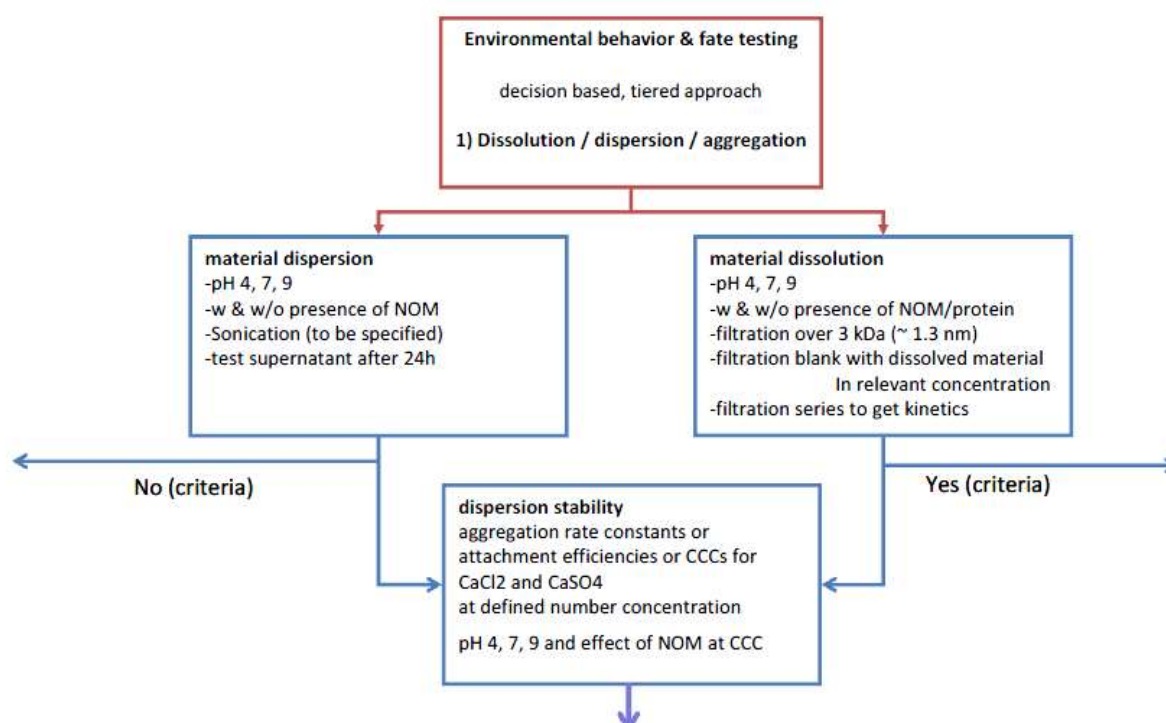 Environmental behavior & fate testing
decision based, tiered approach
1) Dissolution / dispersion / aggregation
material dispersion
-pH 4, 7, 9
-w & w/o presence of NOM
-Sonication (to be specified)
-test supernatant after 24h
material dissolution
-pH 4, 7, 9
-w & w/o presence of NOM/protein
-filtration over 3 kDa (~ 1.3 nm)
-filtration blank with dissolved material
In relevant concentration
-filtration series to get kinetics
No (criteria)
Yes (criteria)
dispersion stability
aggregation rate constants or
attachment efficiencies or CCCs for
CaCl2 and CaSO4
at defined number concentration
pH 4, 7, 9 and effect of NOM at CCC